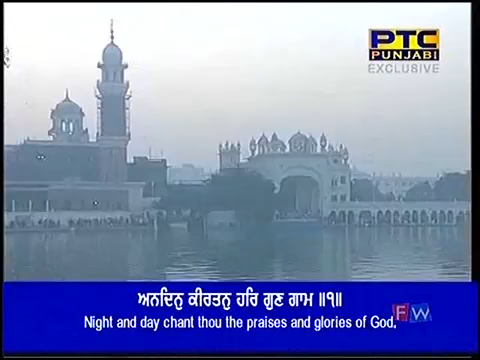 PTC
PUNJABI
EXCLUSIVE
ਅਨਦਿਨੁ ਕੀਰਤਨੁ ਹਰਿ ਗੁਣ ਗਾਮ ॥੧॥
Night and day chant thou the praises and glories of God,
FW